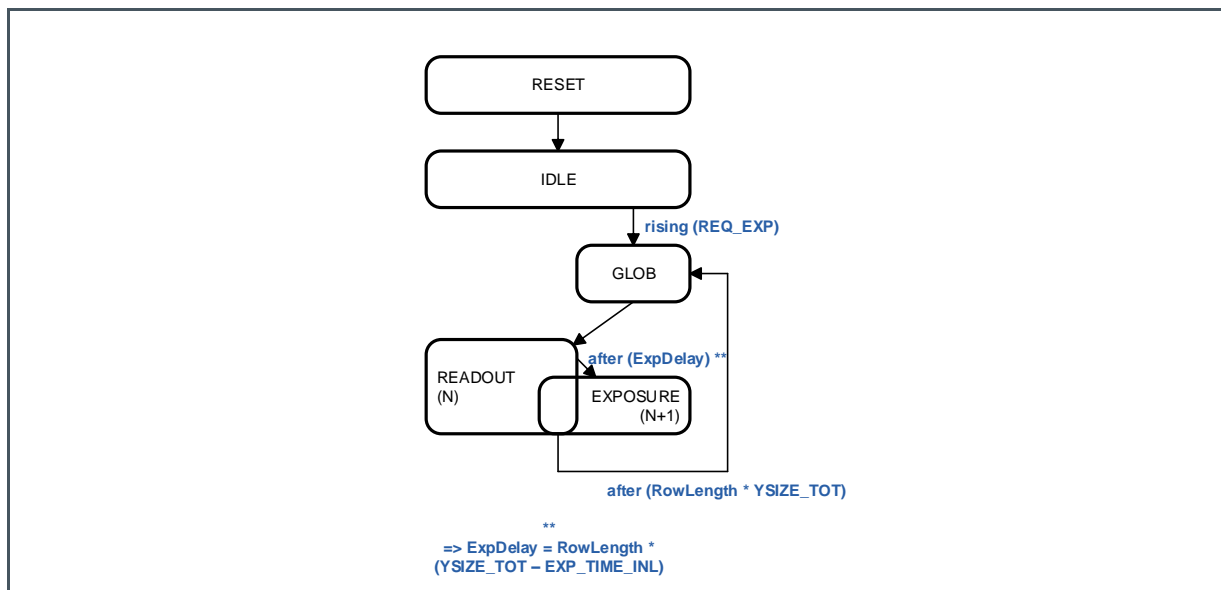 RESET
IDLE
rising (REQ_EXP)
GLOB
after (ExpDelay) **
READOUT
(N)
EXPOSURE
(N+1)
after (RowLength * YSIZE_TOT)
**
=> ExpDelay = RowLength *
(YSIZE_TOT – EXP_TIME_INL)